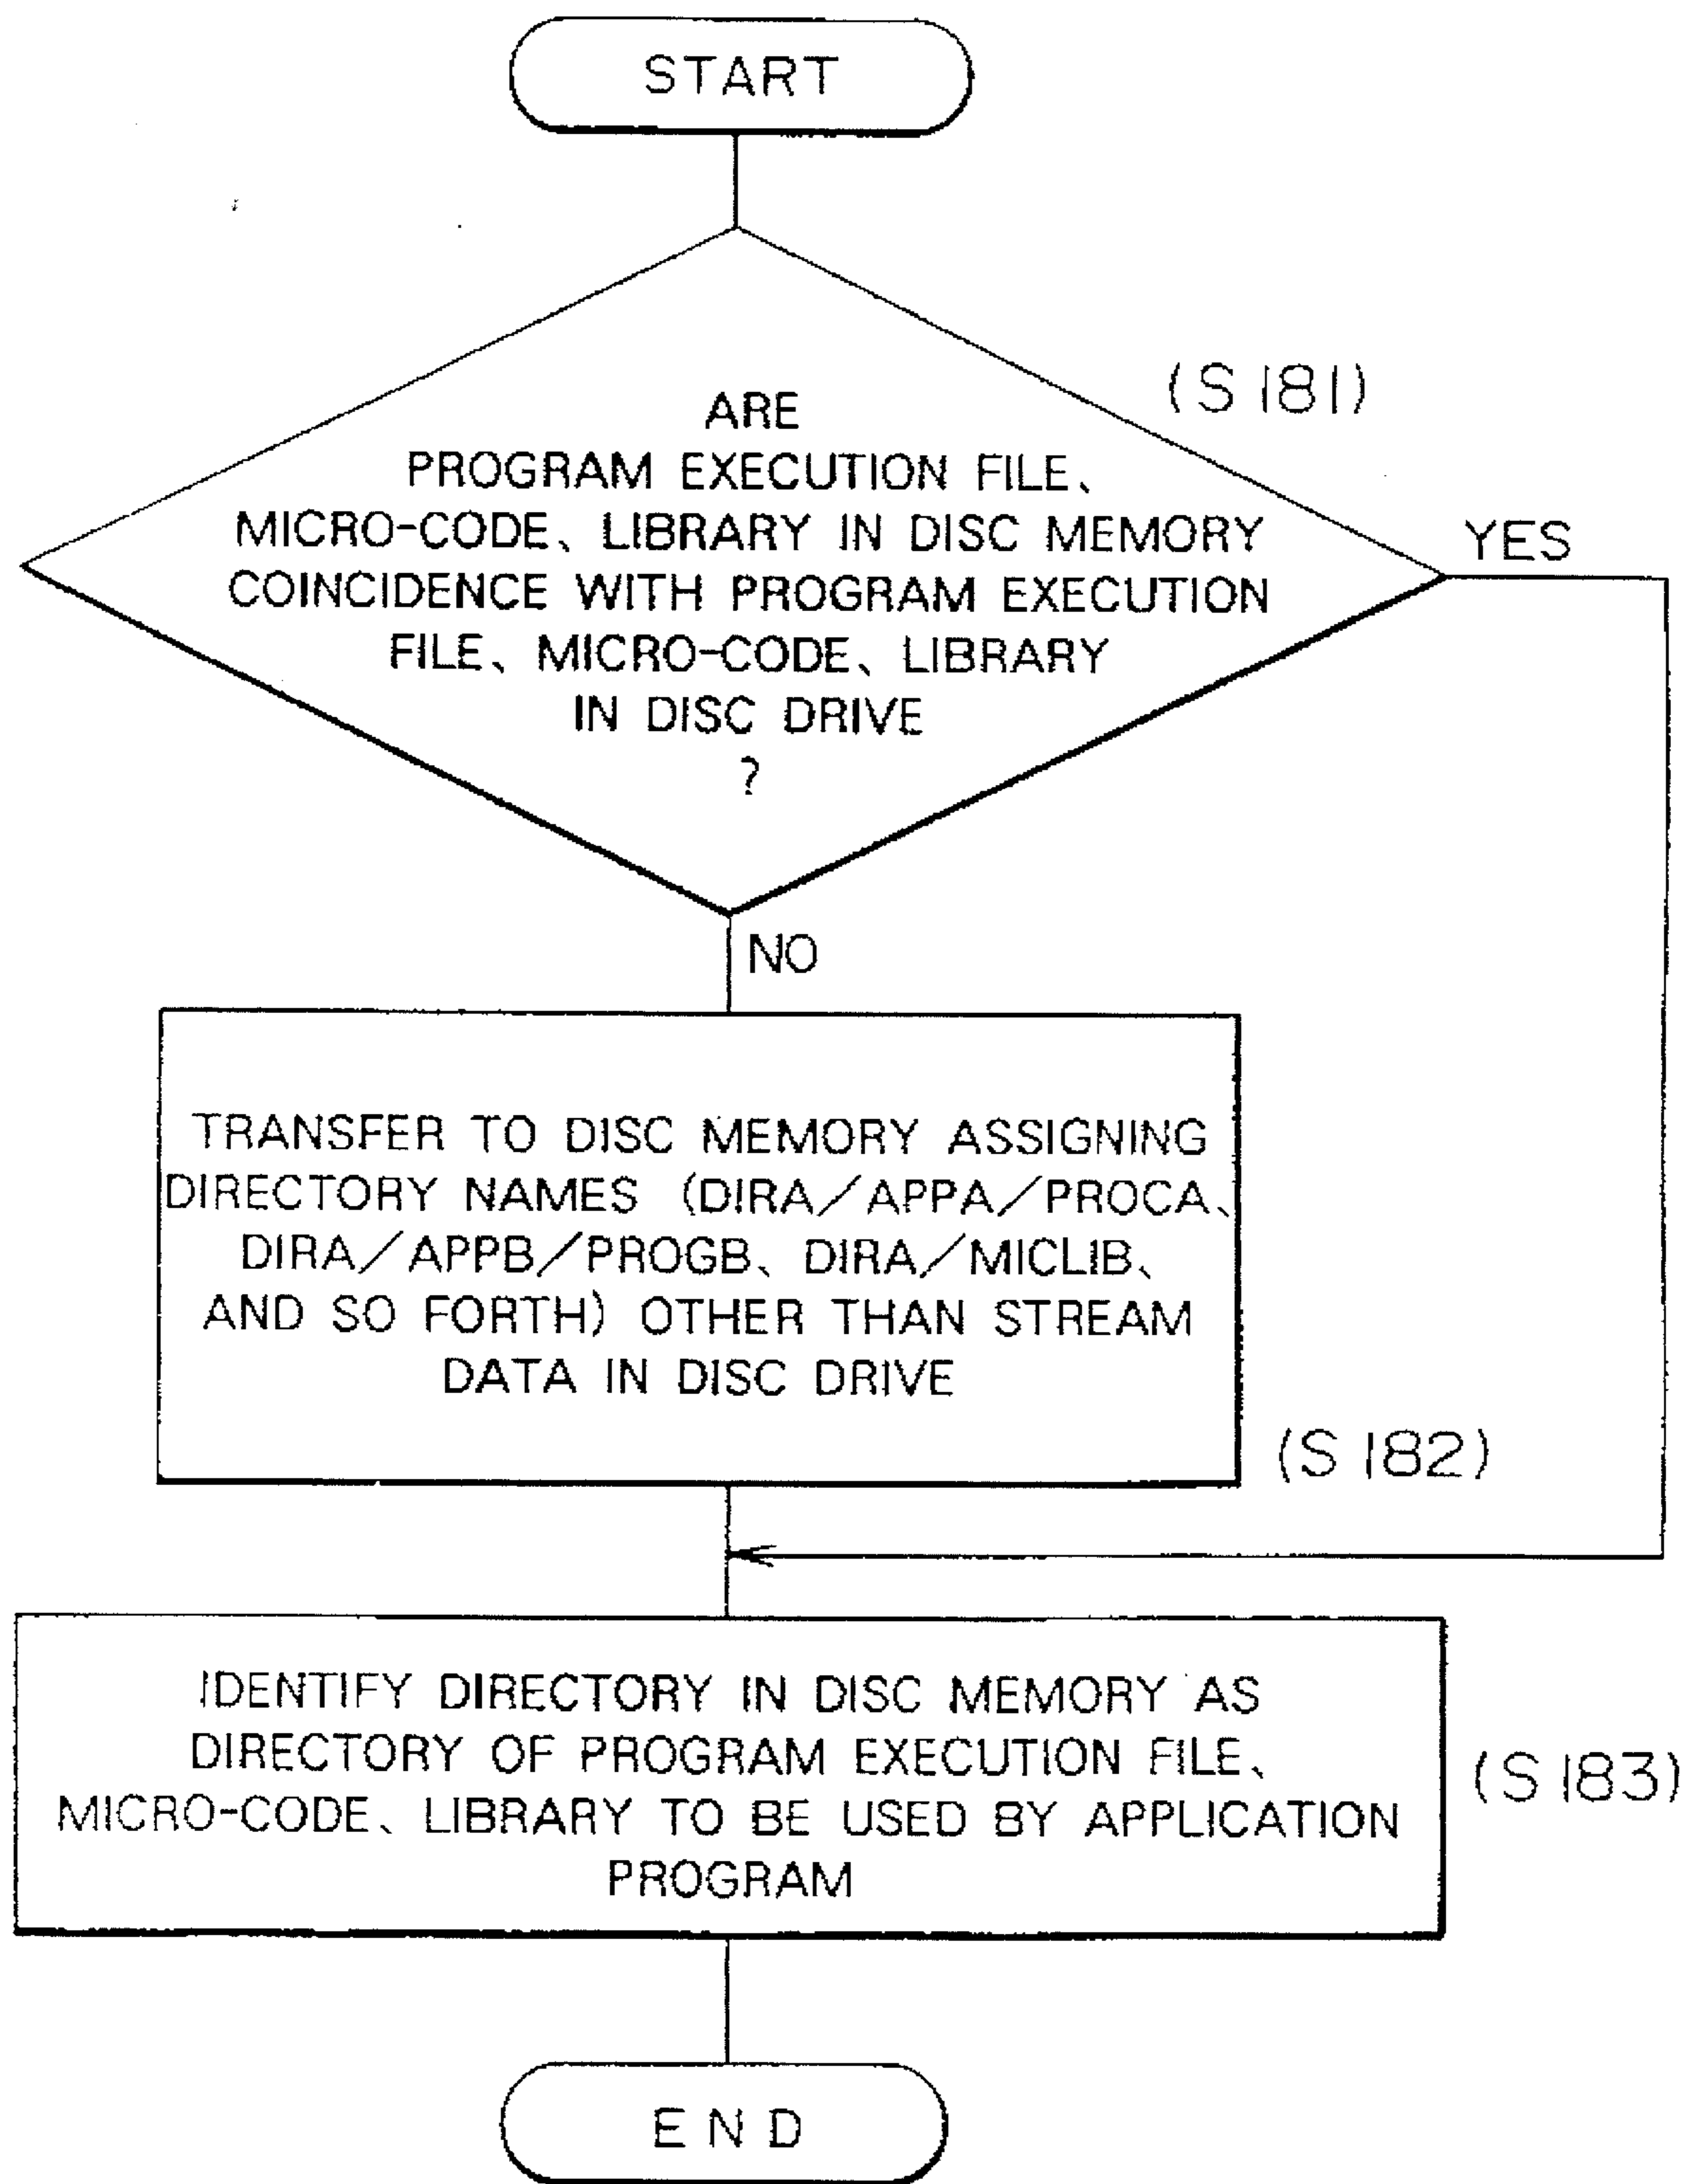 START
(S 181)
ARE
PROGRAM EXECUTION FILE、
MICRO-CODE、LIBRARY IN DISC MEMORY
COINCIDENCE WITH PROGRAM EXECUTION
FILE、MICRO-CODE、LIBRARY
IN DISC DRIVE
?
YES
NO
TRANSFER TO DISC MEMORY ASSIGNING
DIRECTORY NAMES (DIRA/APPA/PROCA、
DIRA/APPB/PROGB、DIRA/MICLIB、
AND SO FORTH) OTHER THAN STREAM
DATA IN DISC DRIVE
(S 182)
IDENTIFY DIRECTORY IN DISC MEMORY AS
DIRECTORY OF PROGRAM EXECUTION FILE、
MICRO-CODE、LIBRARY TO BE USED BY APPLICATION
PROGRAM
(S 183)
END